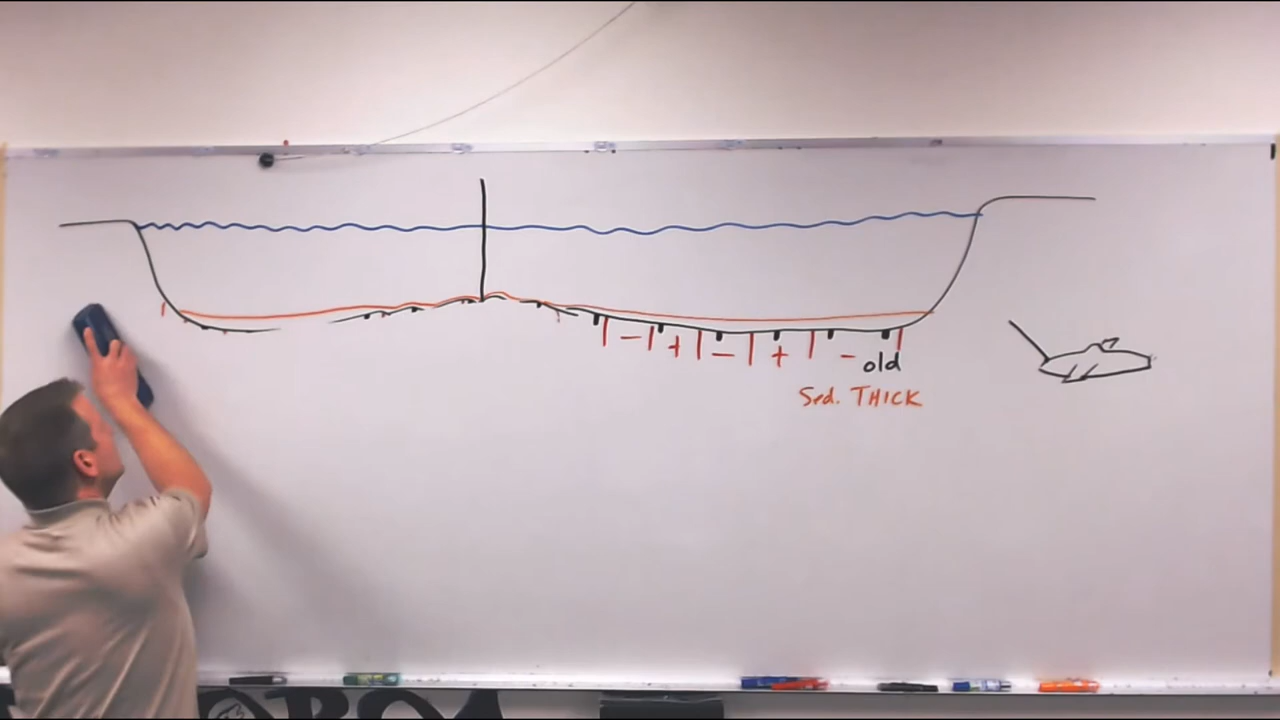 − + − + − old
Sed. THICK